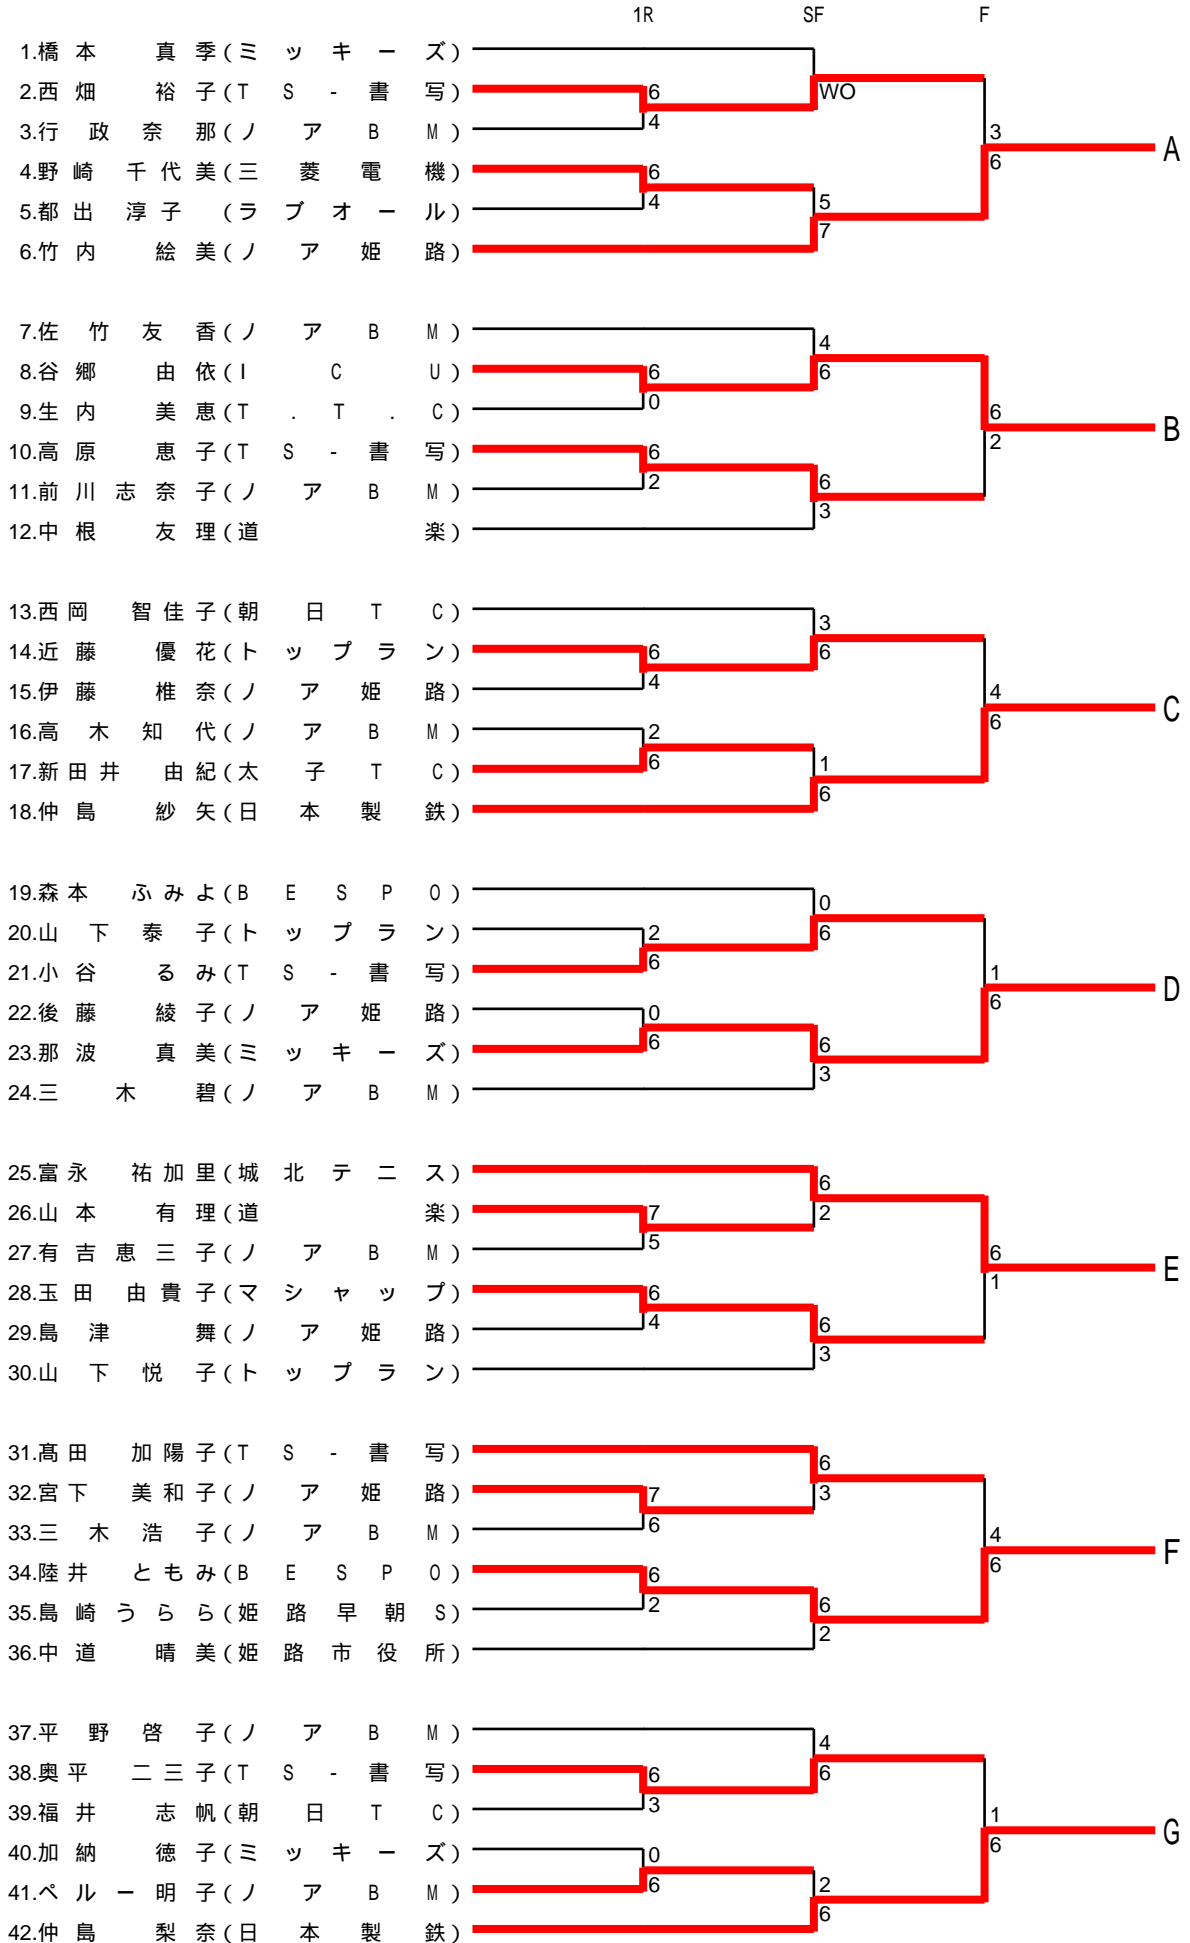 1R SF F
1.橋本 真季(ミッキーズ)
2.西畑 裕子(TS-書写) 6 WO
3.行政奈那(ノアBM) 4 3 A
4.野崎千代美(三菱電機) 6 6
5.都出淳子(ラブオール) 4 5
6.竹内 絵美(ノア姫路) 7
7.佐竹友香(ノアBM) 4
8.谷郷 由依(ICU) 6 6
9.生内 美恵(T.T.C) 0 6 B
10.高原 恵子(TS-書写) 6 2
11.前川志奈子(ノアBM) 2 6
12.中根 友理(道楽) 3
13.西岡 智佳子(朝日TC) 3
14.近藤 優花(トップラン) 6 6
15.伊藤 椎奈(ノア姫路) 4 4 C
16.高木知代(ノアBM) 2 6
17.新田井 由紀(太子TC) 6 1
18.仲島 紗矢(日本製鉄) 6
19.森本 ふみよ(BESPO) 0
20.山下泰子(トップラン) 2 6
21.小谷 るみ(TS-書写) 6 1 D
22.後藤 綾子(ノア姫路) 0 6
23.那波 真美(ミッキーズ) 6 6
24.三木碧(ノアBM) 3
25.富永 祐加里(城北テニス) 6
26.山本 有理(道楽) 7 2
27.有吉恵三子(ノアBM) 5 6 E
28.玉田 由貴子(マシャップ) 6 1
29.島津 舞(ノア姫路) 4 6
30.山下悦子(トップラン) 3
31.髙田 加陽子(TS-書写) 6
32.宮下 美和子(ノア姫路) 7 3
33.三木浩子(ノアBM) 6 4 F
34.陸井 ともみ(BESPO) 6 6
35.島崎うらら(姫路早朝S) 2 6
36.中道 晴美(姫路市役所) 2
37.平野啓子(ノアBM) 4
38.奥平 二三子(TS-書写) 6 6
39.福井 志帆(朝日TC) 3 1 G
40.加納 徳子(ミッキーズ) 0 6
41.ペルー明子(ノアBM) 6 2
42.仲島 梨奈(日本製鉄) 6